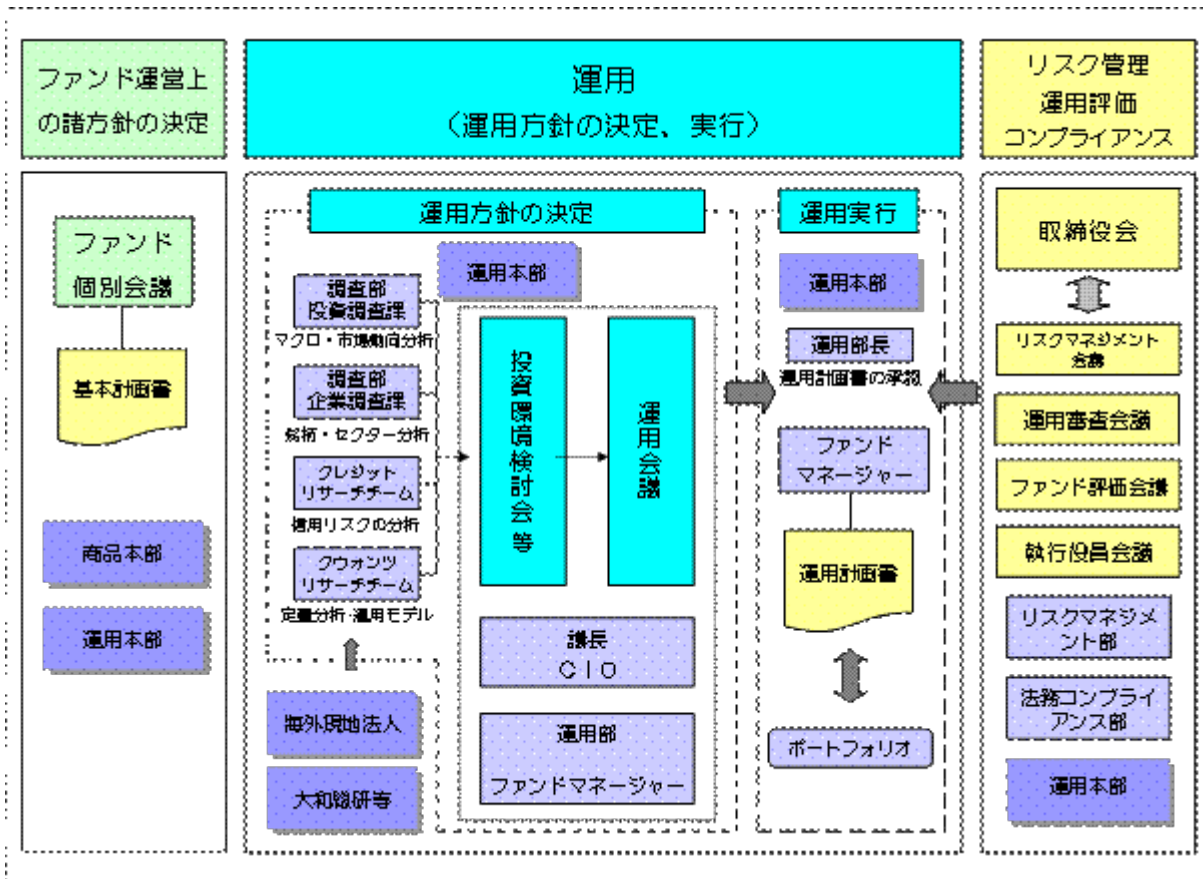 ファンド運営上
の諸方針の決定
運用
（運用方針の決定、実行）
リスク管理
運用評価
コンプライアンス
ファンド
個別会議
基本計画書
商品本部
運用本部
運用方針の決定
運用本部
調査部
投資調査課
マクロ・市場動向分析
調査部
企業調査課
銘柄・セクター分析
クレジット
リサーチチーム
信用リスクの分析
クウォンツ
リサーチチーム
定量分析・運用モデル
海外現地法人
大和総研等
投資環境検討会等
運用会議
議長
ＣＩＯ
運用部
ファンドマネージャー
運用実行
運用本部
運用部長
運用計画書の承認
ファンド
マネージャー
運用計画書
ポートフォリオ
取締役会
リスクマネジメント
会議
運用審査会議
ファンド評価会議
執行役員会議
リスクマネジメ
ント部
法務コンプライ
アンス部
運用本部